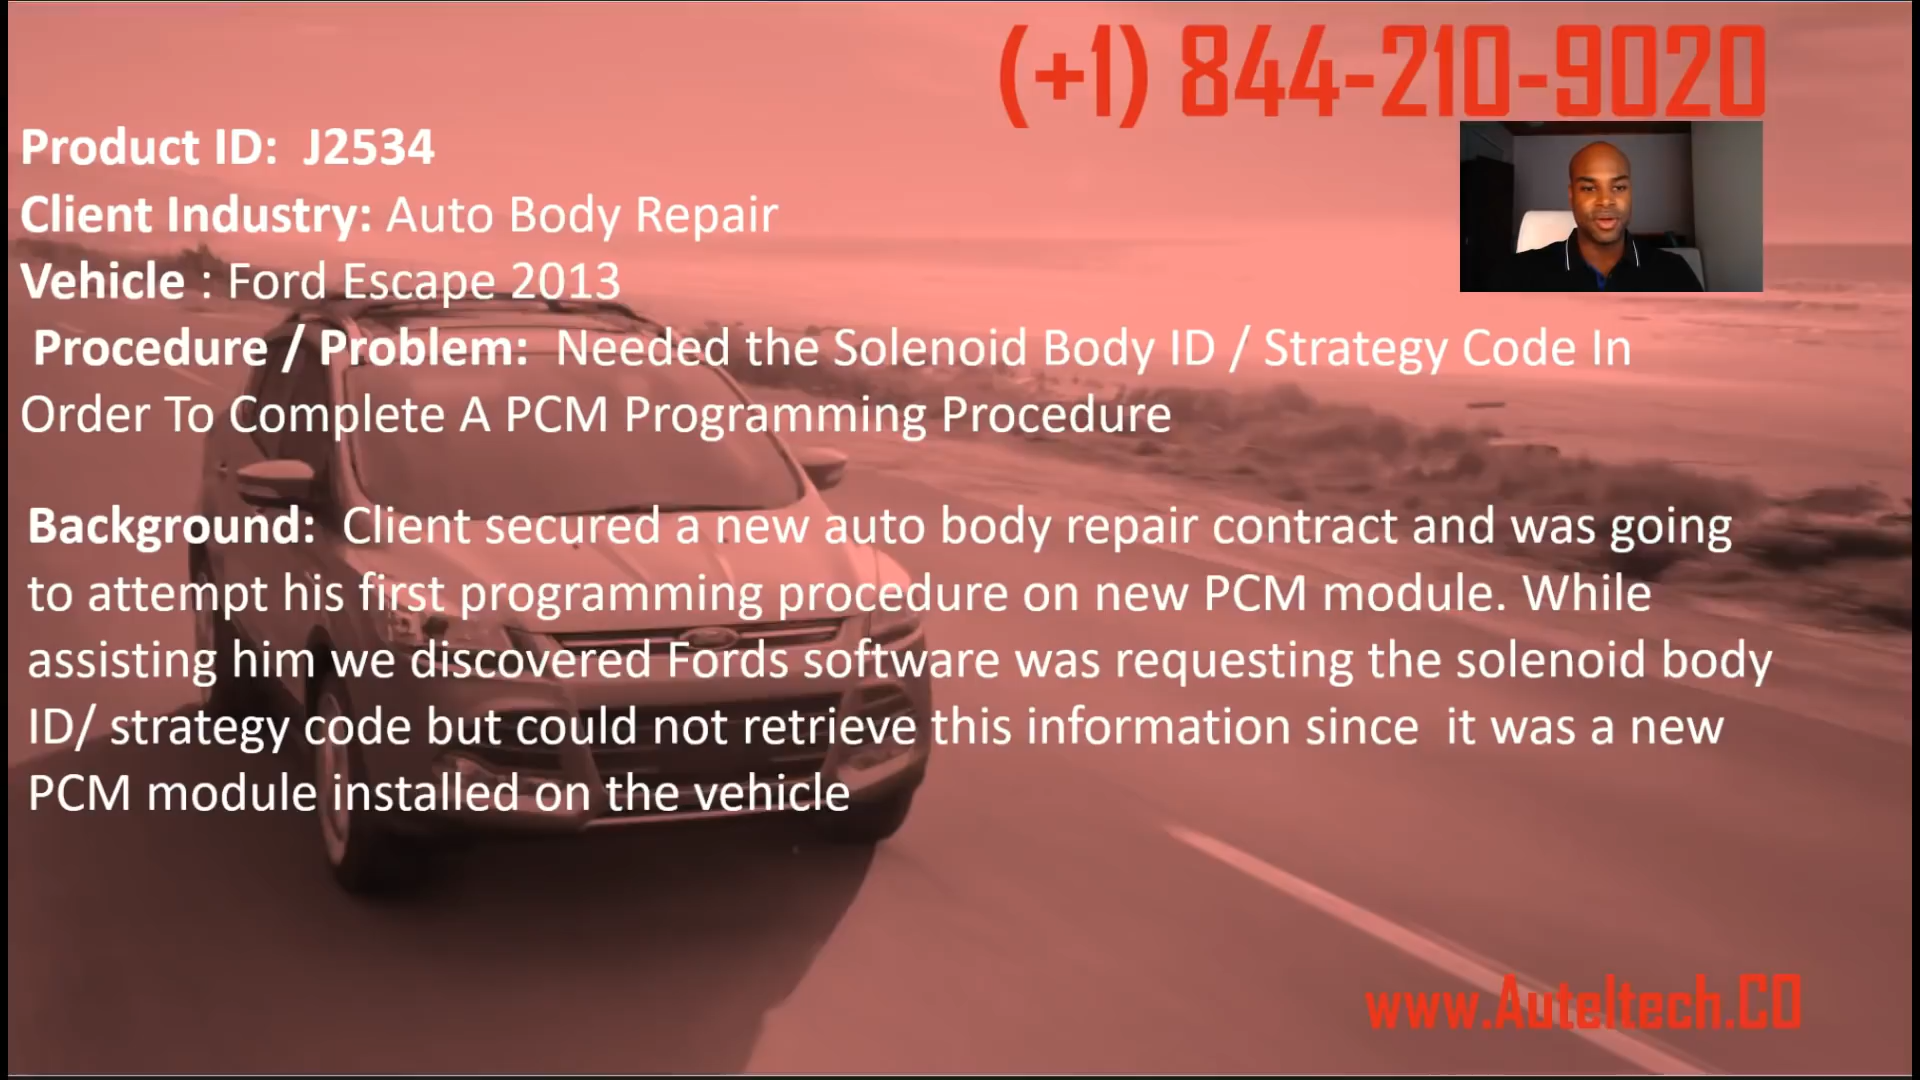 (+1) 844-210-9020
Product ID: J2534
Client Industry: Auto Body Repair
Vehicle : Ford Escape 2013
Procedure / Problem: Needed the Solenoid Body ID / Strategy Code In
Order To Complete A PCM Programming Procedure
Background: Client secured a new auto body repair contract and was going
to attempt his first programming procedure on new PCM module. While
assisting him we discovered Fords software was requesting the solenoid body
ID/ strategy code but could not retrieve this information since it was a new
PCM module installed on the vehicle
www.Auteltech.CO